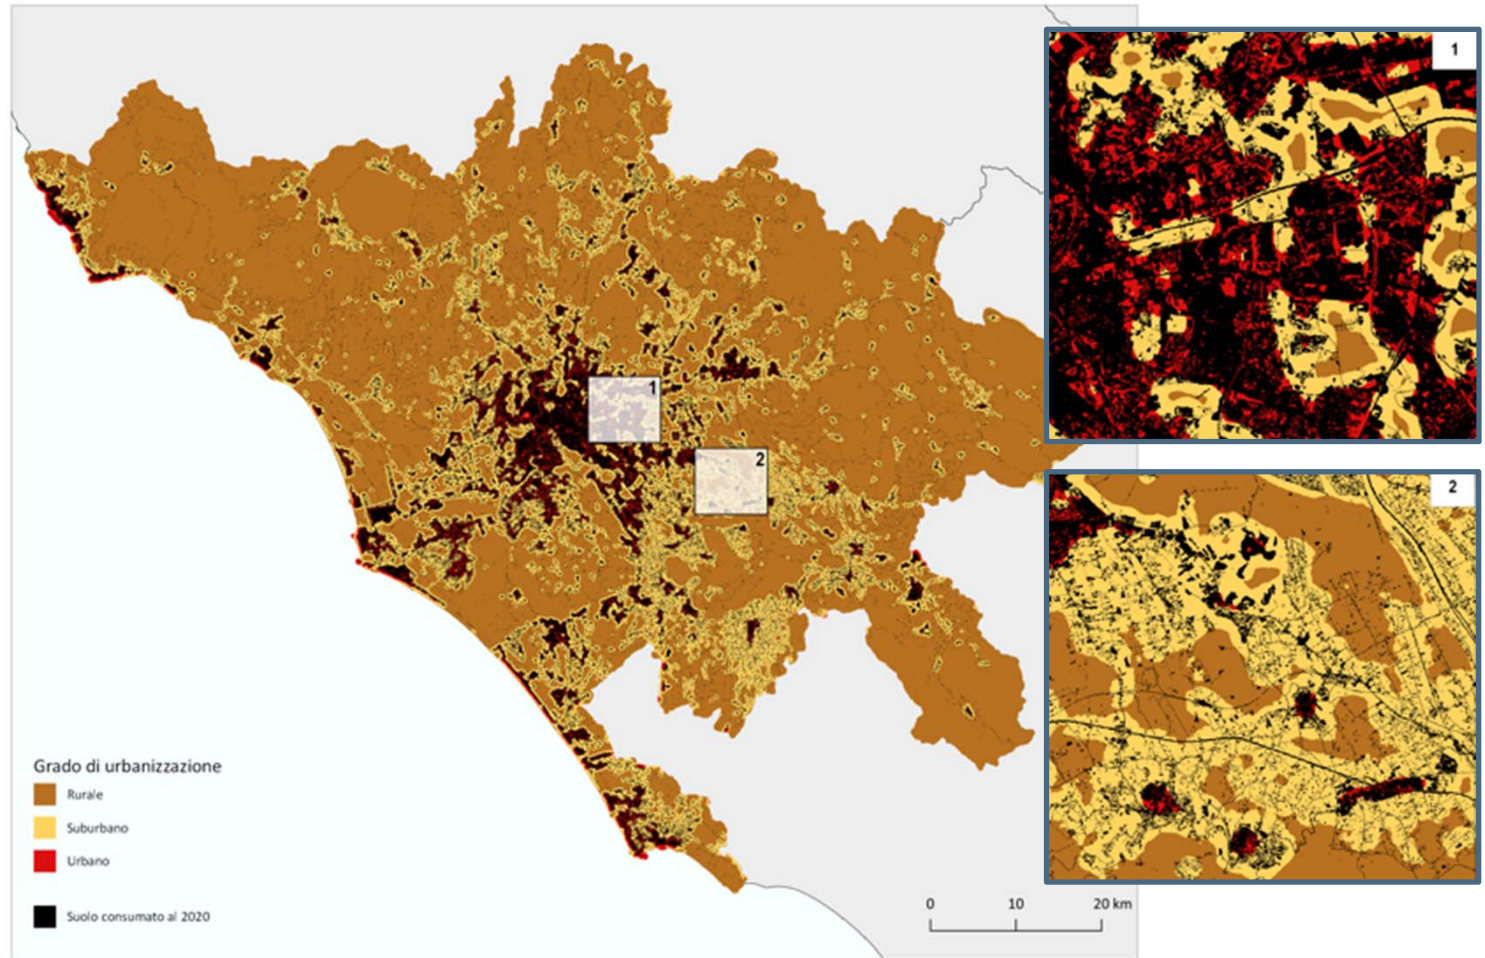 1
1
2
2
Grado di urbanizzazione
Rurale
Suburbano
Urbano
Suolo consumato al 2020
0 10 20 km